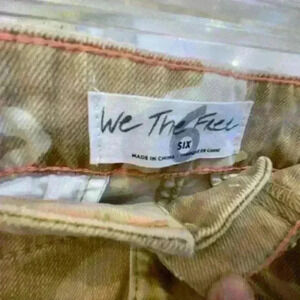 We The Free
6
SIX
MADE IN CHINA